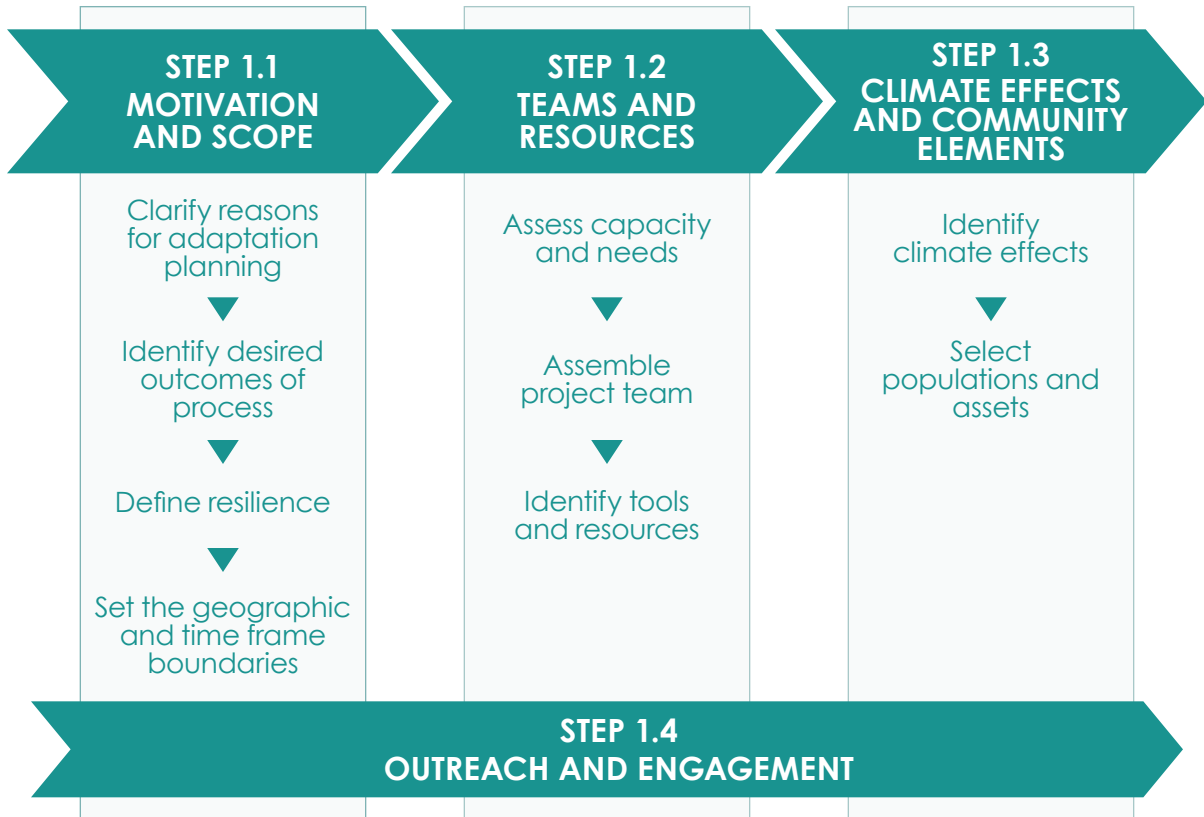 STEP 1.1
MOTIVATION
AND SCOPE
Clarify reasons
for adaptation
planning
Identify desired
outcomes of
process
Define resilience
Set the geographic
and time frame
boundaries
STEP 1.2
TEAMS AND
RESOURCES
Assess capacity
and needs
Assemble
project team
Identify tools
and resources
STEP 1.3
CLIMATE EFFECTS
AND COMMUNITY
ELEMENTS
Identify
climate effects
Select
populations and
assets
STEP 1.4
OUTREACH AND ENGAGEMENT